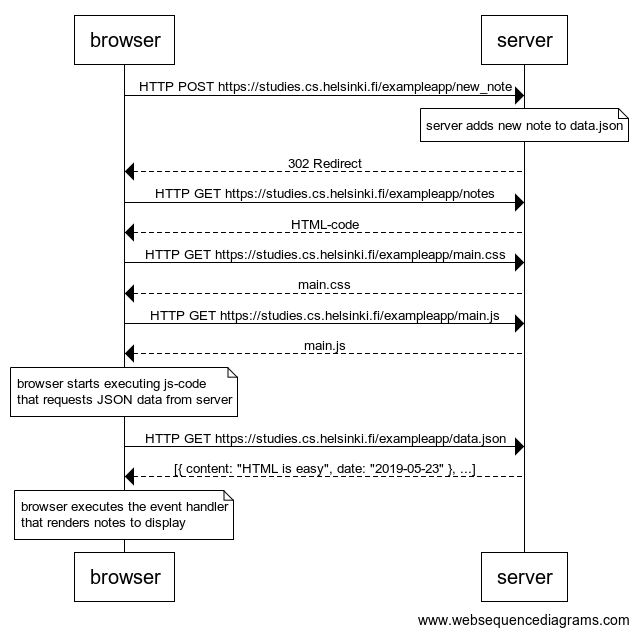 browser
server
HTTP POST https://studies.cs.helsinki.fi/exampleapp/new_note
server adds new note to data.json
302 Redirect
HTTP GET https://studies.cs.helsinki.fi/exampleapp/notes
HTML-code
HTTP GET https://studies.cs.helsinki.fi/exampleapp/main.css
main.css
HTTP GET https://studies.cs.helsinki.fi/exampleapp/main.js
main.js
browser starts executing js-code
that requests JSON data from server
HTTP GET https://studies.cs.helsinki.fi/exampleapp/data.json
[{ content: "HTML is easy", date: "2019-05-23" }, ...]
browser executes the event handler
that renders notes to display
browser
server
www.websequencediagrams.com